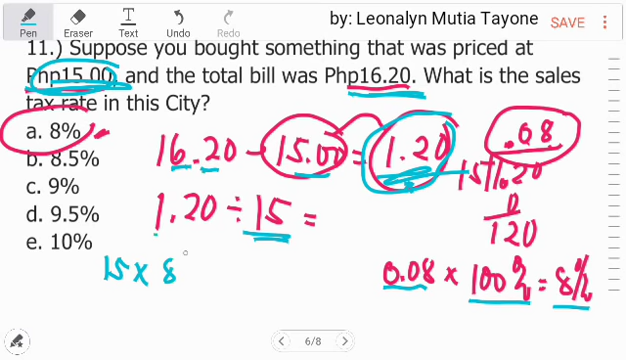 by: Leonalyn Mutia Tayone
SAVE
Pen
Eraser
Text
11.) Suppose you bought something that was priced at
Php15.00, and the total bill was Php16.20. What is the sales
tax rate in this City?
a. 8%
b. 8.5%
c. 9%
d. 9.5%
e. 10%
16.20 - 15.00 = 1.20
1.20 ÷ 15 =
15 x 8
.08
15 1.20
0
120
0.08 x 100% = 8%
6/8